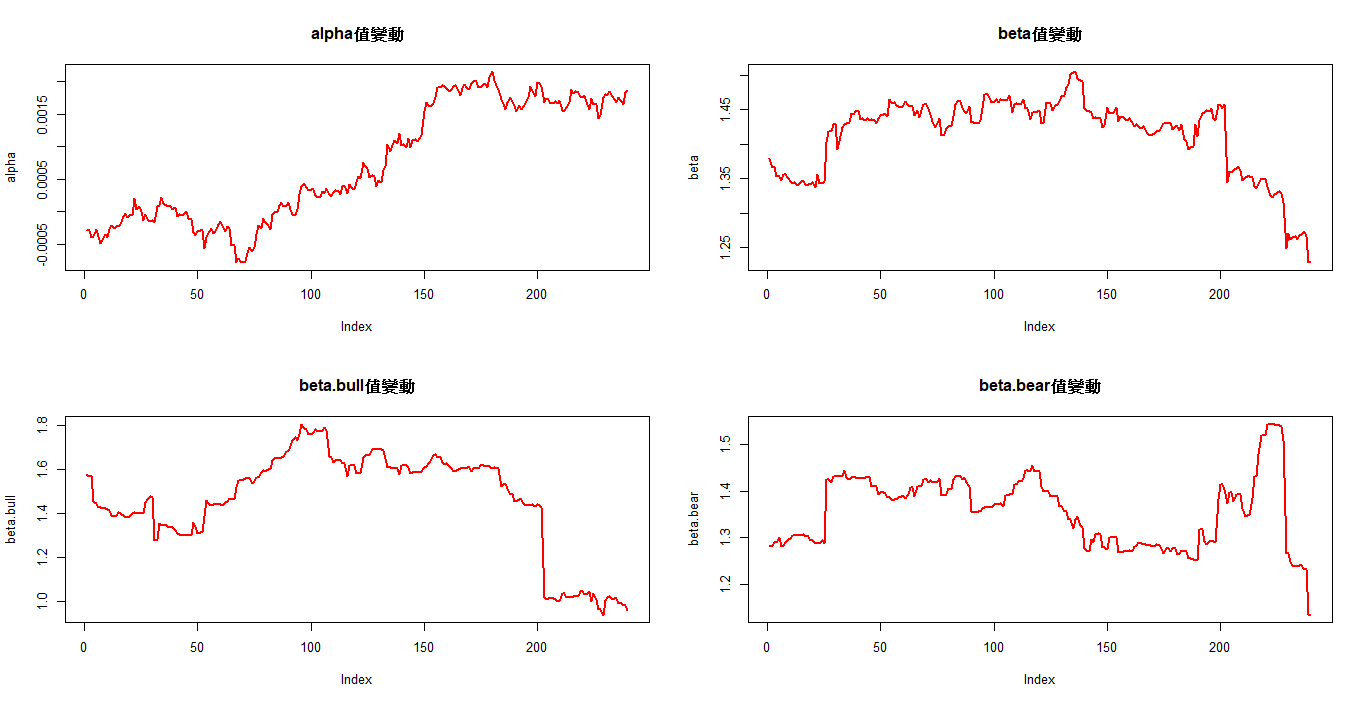 alpha值變動
0.0015
0.0005
-0.0005
alpha
0 50 100 150 200
Index
beta值變動
1.45
1.35
1.25
beta
0 50 100 150 200
Index
beta.bull值變動
1.8
1.6
1.4
1.2
1.0
beta.bull
0 50 100 150 200
Index
beta.bear值變動
1.5
1.4
1.3
1.2
beta.bear
0 50 100 150 200
Index